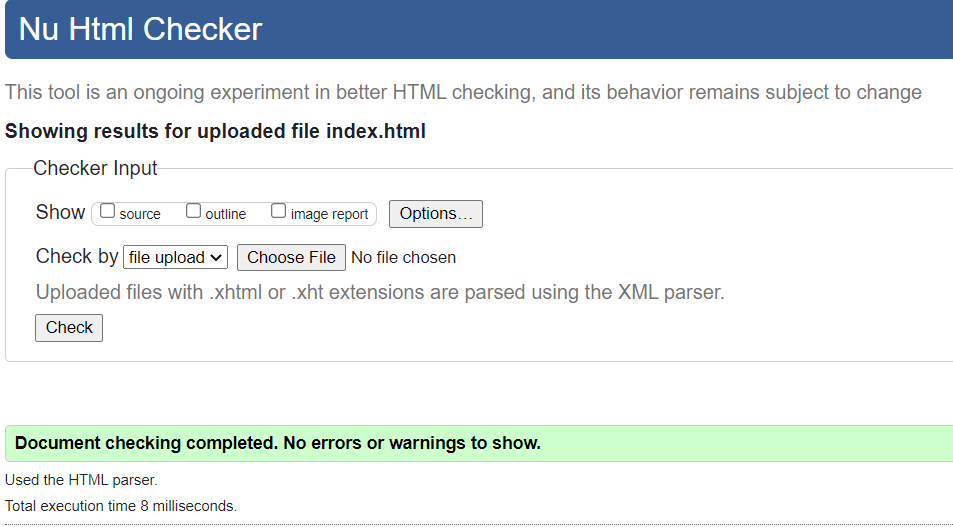 Nu Html Checker
This tool is an ongoing experiment in better HTML checking, and its behavior remains subject to change
Showing results for uploaded file index.html
Checker Input
Show source outline image report Options…
Check by file upload Choose File No file chosen
Uploaded files with .xhtml or .xht extensions are parsed using the XML parser.
Check
Document checking completed. No errors or warnings to show.
Used the HTML parser.
Total execution time 8 milliseconds.